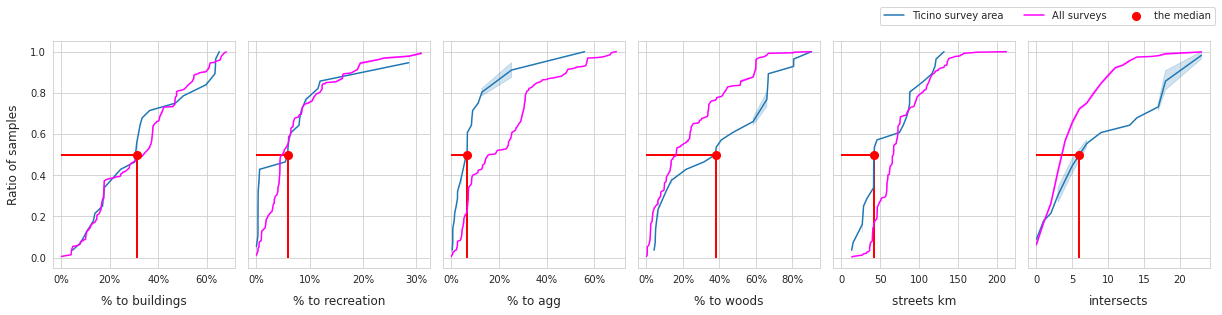 Ticino survey area All surveys the median
Ratio of samples
1.0
0.8
0.6
0.4
0.2
0.0
0% 20% 40% 60%
% to buildings
0% 10% 20% 30%
% to recreation
0% 20% 40% 60%
% to agg
0% 20% 40% 60% 80%
% to woods
0 50 100 150 200
streets km
0 5 10 15 20
intersects